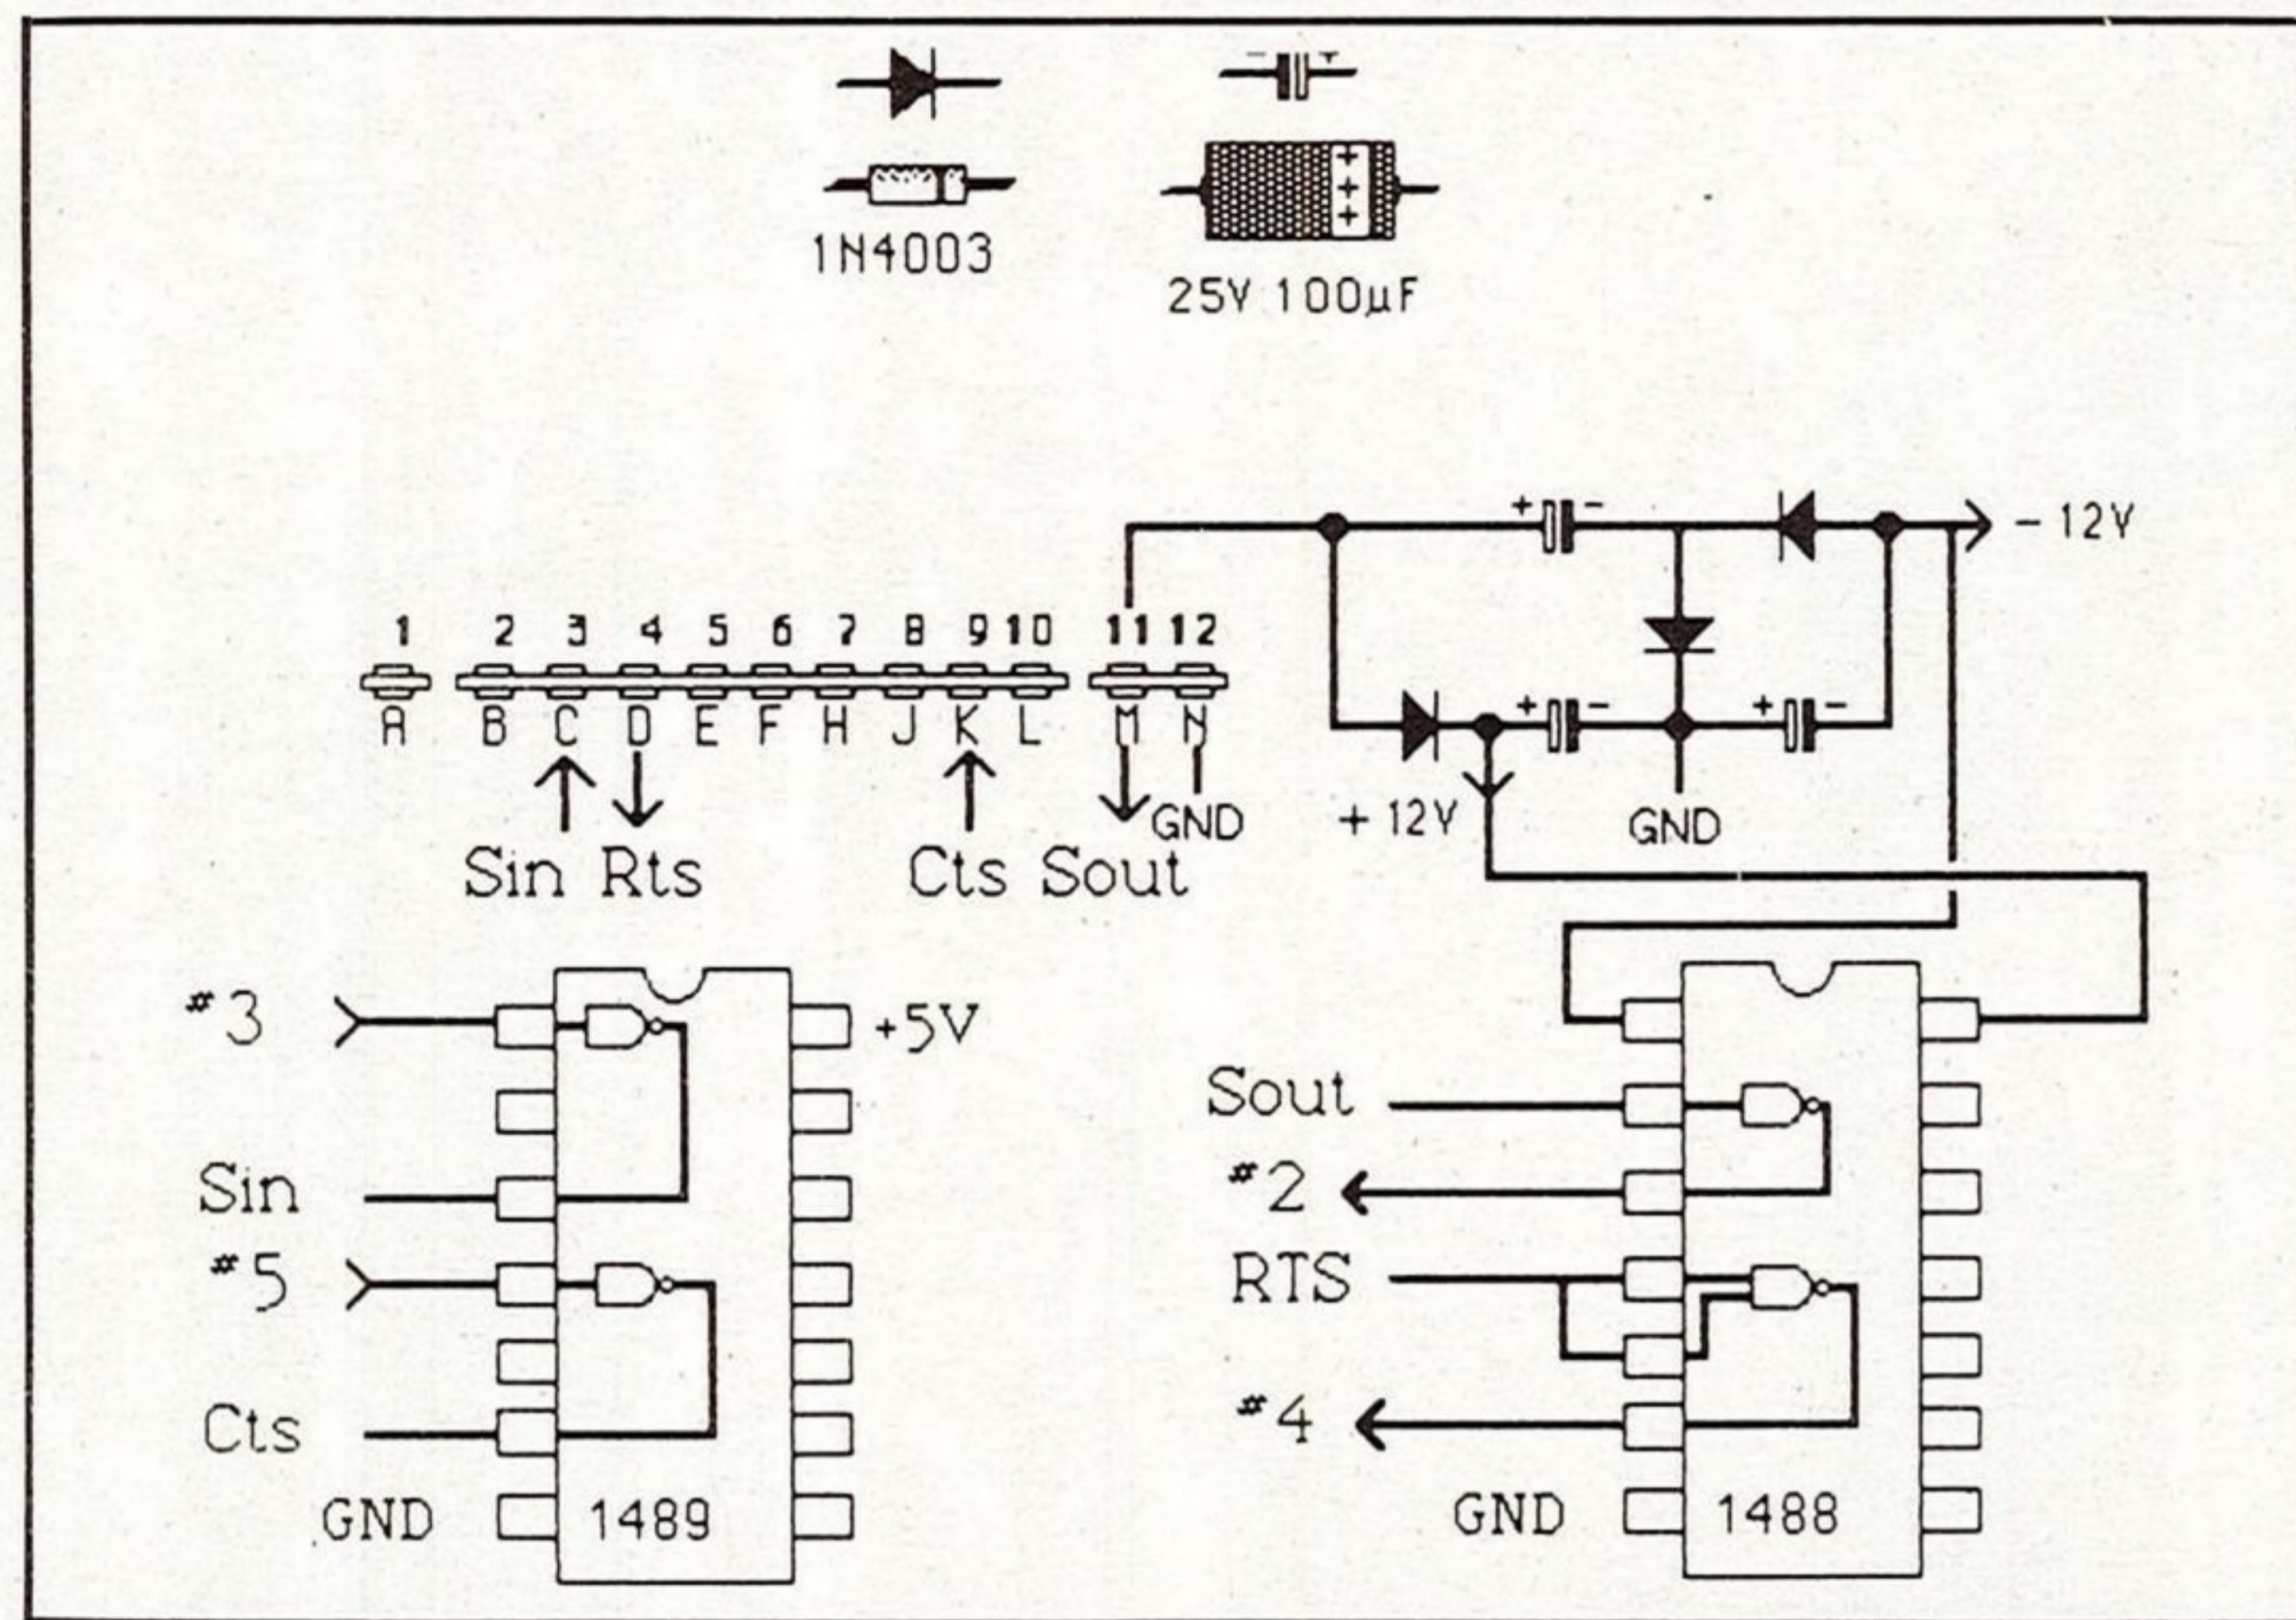 - +
+
+
+
1N4003
25V 100µF
+ - - 12V
1 2 3 4 5 6 7 8 9 10 11 12
A B C D E F H J K L M N
+ - + -
+ 12V GND
GND
Sin Rts Cts Sout
#3 +5V
Sout
Sin #2
#5 RTS
Cts #4
GND 1489 GND 1488